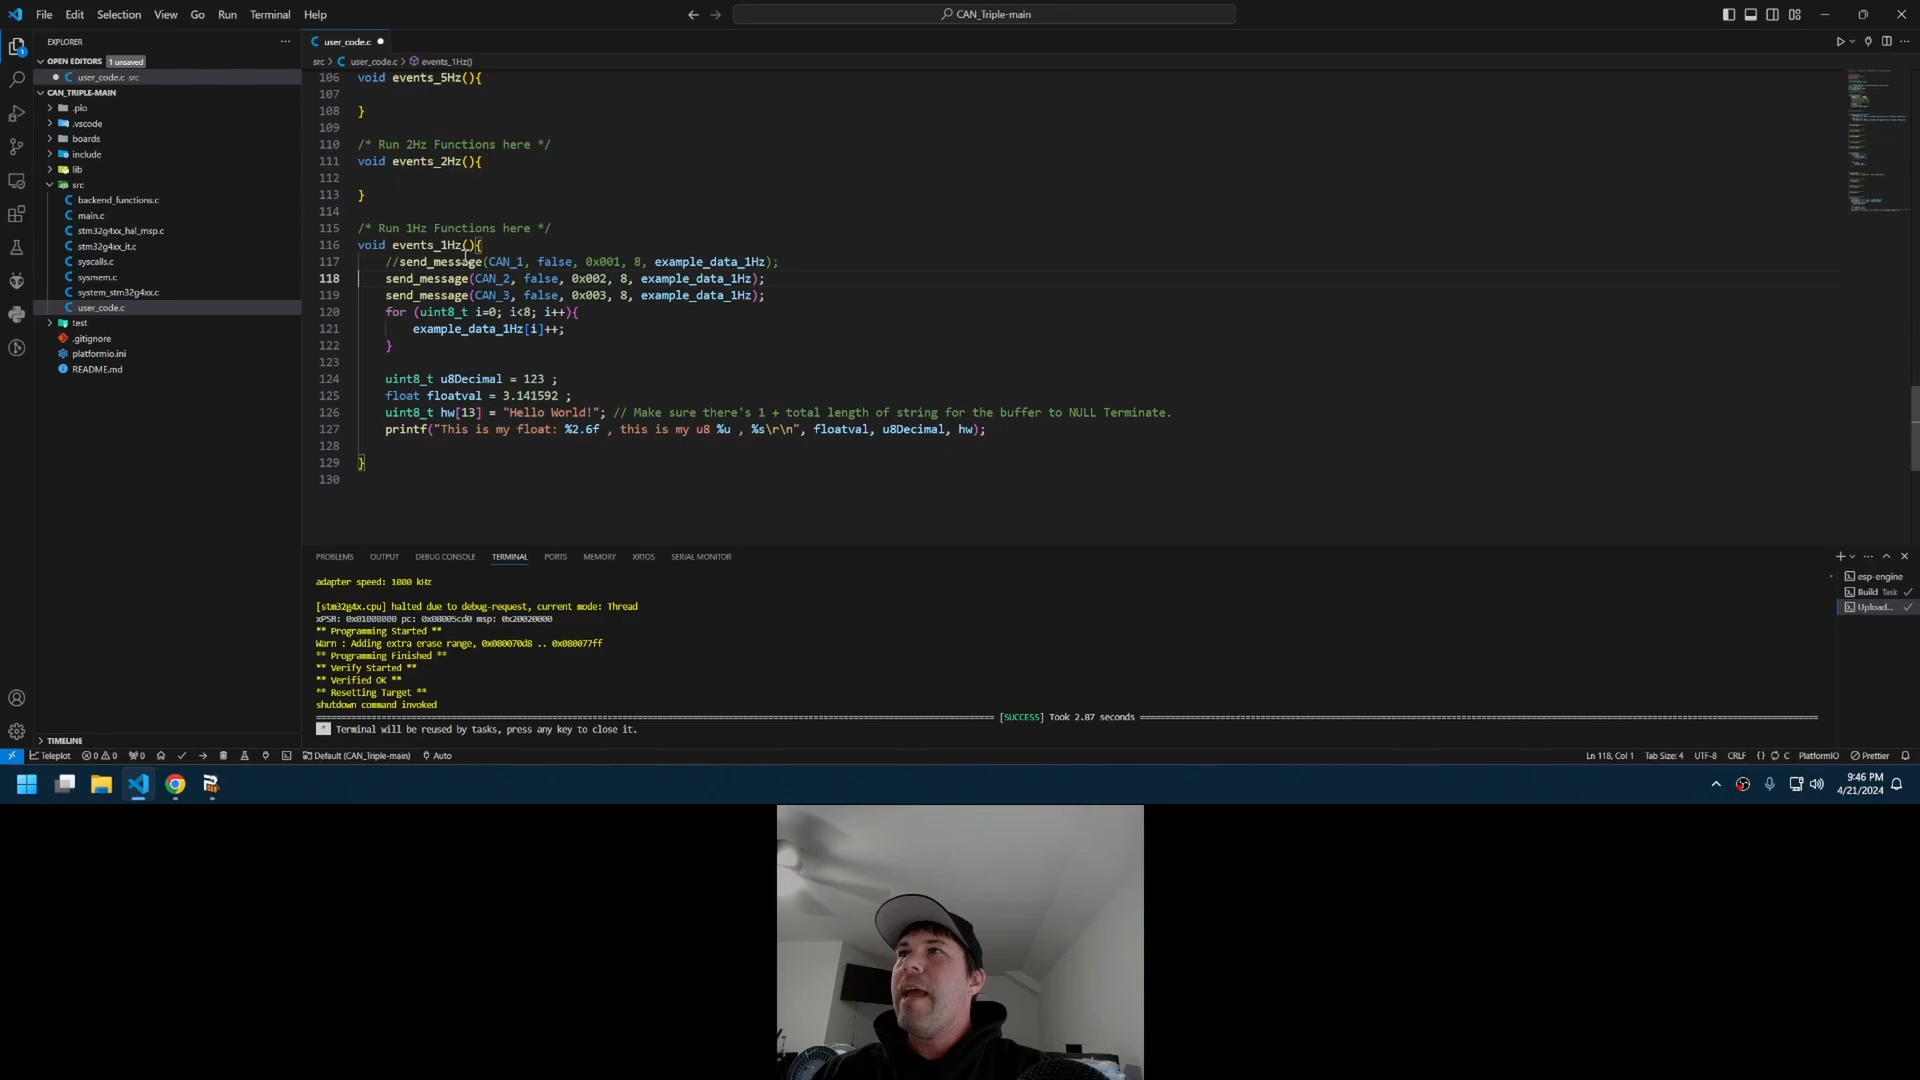 File Edit Selection View Go Run Terminal Help
CAN_Triple-main
EXPLORER
OPEN EDITORS 1 unsaved
user_code.c src
CAN_TRIPLE-MAIN
.pio
.vscode
boards
include
lib
src
backend_functions.c
main.c
stm32g4xx_hal_msp.c
stm32g4xx_it.c
syscalls.c
sysmem.c
system_stm32g4xx.c
user_code.c
test
.gitignore
platformio.ini
README.md
TIMELINE
user_code.c
src > user_code.c > events_1Hz()
106 void events_5Hz(){
107
108 }
109
110 /* Run 2Hz Functions here */
111 void events_2Hz(){
112
113 }
114
115 /* Run 1Hz Functions here */
116 void events_1Hz(){
117 //send_message(CAN_1, false, 0x001, 8, example_data_1Hz);
118 send_message(CAN_2, false, 0x002, 8, example_data_1Hz);
119 send_message(CAN_3, false, 0x003, 8, example_data_1Hz);
120 for (uint8_t i=0; i<8; i++){
121 example_data_1Hz[i]++;
122 }
123
124 uint8_t u8Decimal = 123 ;
125 float floatval = 3.141592 ;
126 uint8_t hw[13] = "Hello World!"; // Make sure there's 1 + total length of string for the buffer to NULL Terminate.
127 printf("This is my float: %2.6f , this is my u8 %u , %s\r\n", floatval, u8Decimal, hw);
128
129 }
130
PROBLEMS OUTPUT DEBUG CONSOLE TERMINAL PORTS MEMORY XRTOS SERIAL MONITOR
adapter speed: 1000 kHz
[stm32g4x.cpu] halted due to debug-request, current mode: Thread
xPSR: 0x01000000 pc: 0x08005cd0 msp: 0x20020000
** Programming Started **
Warn : Adding extra erase range, 0x080070d8 .. 0x080077ff
** Programming Finished **
** Verify Started **
** Verified OK **
** Resetting Target **
shutdown command invoked
[SUCCESS] Took 2.87 seconds
* Terminal will be reused by tasks, press any key to close it.
esp-engine
Build Task
Upload...
Teleplot 0 0 0 Default (CAN_Triple-main) Auto
Ln 118, Col 1 Tab Size: 4 UTF-8 CRLF {} C PlatformIO Prettier
9:46 PM
4/21/2024